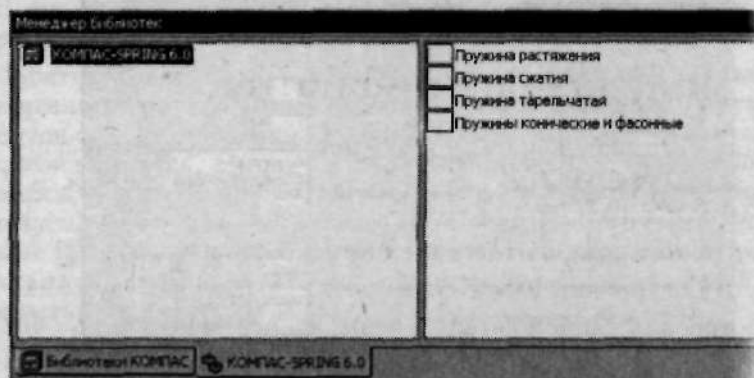 Менеджер библиотек
КОМПАС-SPRING 6.0
Пружина растяжения
Пружина сжатия
Пружина тарельчатая
Пружины конические и фасонные
Библиотеки КОМПАС
КОМПАС-SPRING 6.0